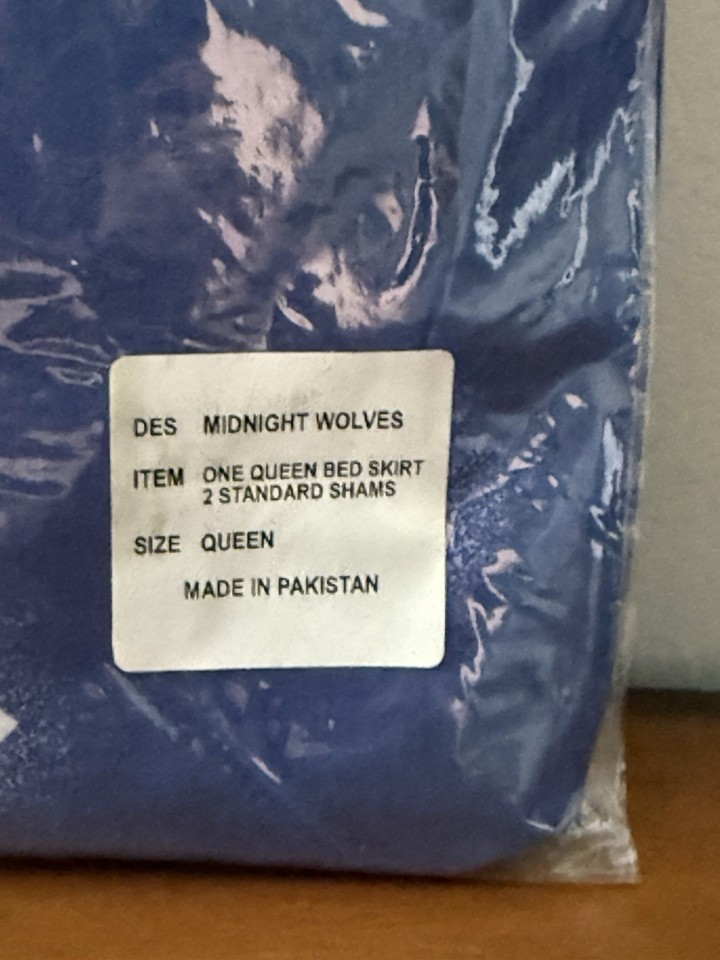 DES MIDNIGHT WOLVES
ITEM ONE QUEEN BED SKIRT
2 STANDARD SHAMS
SIZE QUEEN
MADE IN PAKISTAN